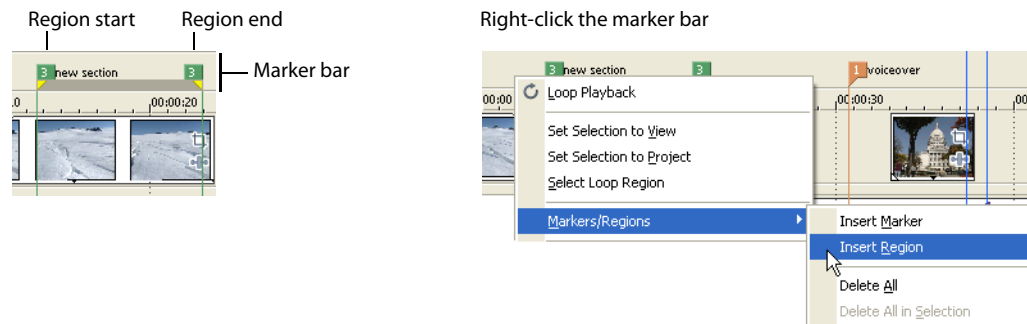 Region start
Region end
3 new section 3
Marker bar
.0 00:00:20
Right-click the marker bar
3 new section 3 1 voiceover
00:00 00:00:30 00
Loop Playback
Set Selection to View
Set Selection to Project
Select Loop Region
Markers/Regions
Insert Marker
Insert Region
Delete All
Delete All in Selection